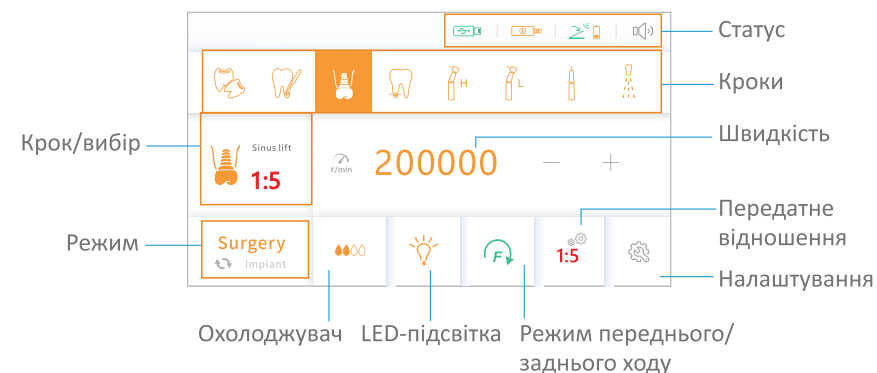 Статус
H
L
Кроки
Крок/вибір
Sinus lift
1:5
r/min
200000
Швидкість
Передатне
відношення
Режим
Surgery
Implant
F
1:5
Налаштування
Охолоджувач
LED-підсвітка
Режим переднього/
заднього ходу